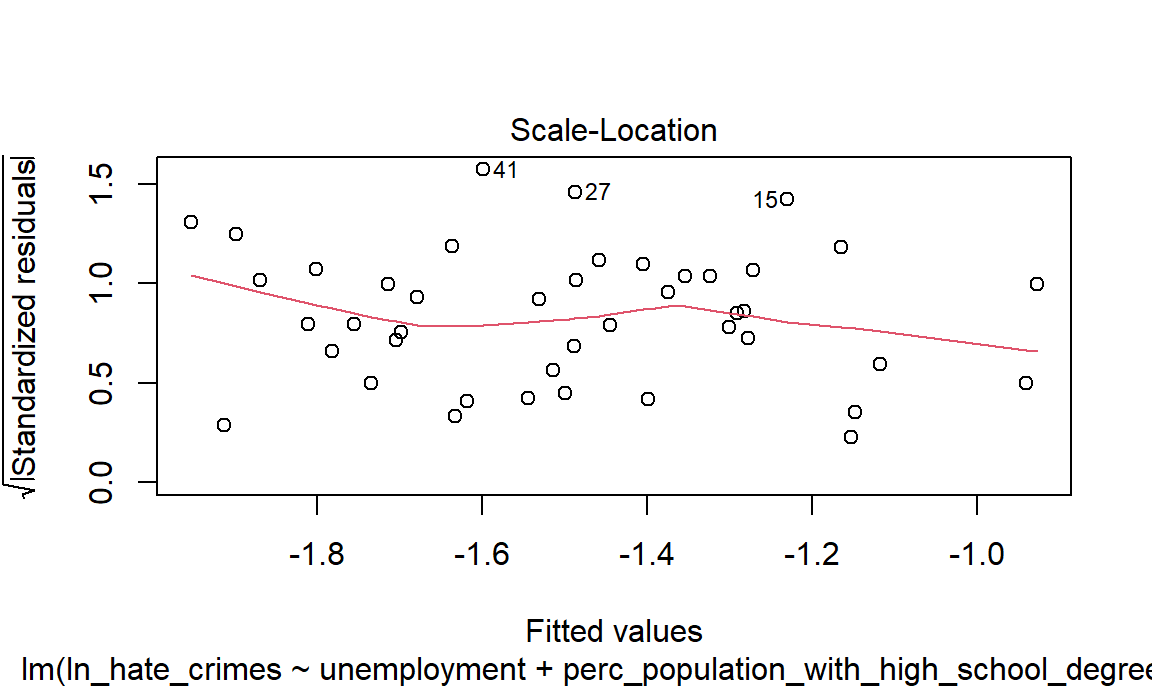 Scale-Location
√|Standardized residuals|
1.5
1.0
0.5
0.0
41
27
15
-1.8 -1.6 -1.4 -1.2 -1.0
Fitted values
lm(ln_hate_crimes ~ unemployment + perc_population_with_high_school_degree